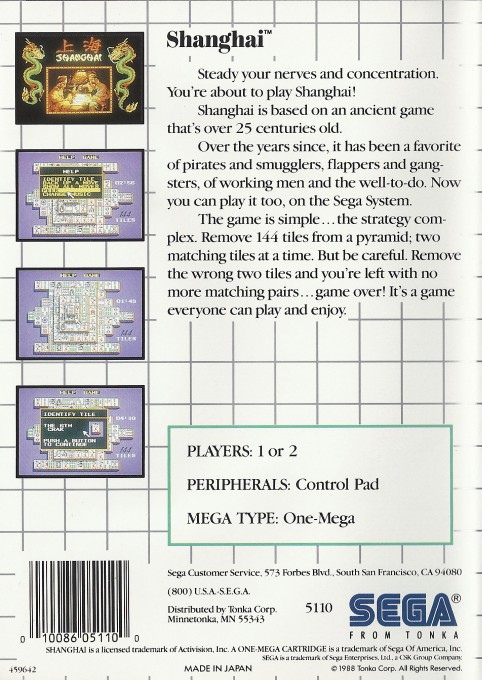 Shanghai™
Steady your nerves and concentration.
You're about to play Shanghai!
Shanghai is based on an ancient game
that's over 25 centuries old.
Over the years since, it has been a favorite
of pirates and smugglers, flappers and gang-
sters, of working men and the well-to-do. Now
you can play it too, on the Sega System.
The game is simple...the strategy com-
plex. Remove 144 tiles from a pyramid; two
matching tiles at a time. But be careful. Remove
the wrong two tiles and you're left with no
more matching pairs...game over! It's a game
everyone can play and enjoy.
上海
SHANGHAI
HELP GAME
HELP
IDENTIFY TILE
SHOW ALL MOVES
CHANGE MUSIC
02:58
144
TILES
HELP GAME
01:46
144
TILES
HELP GAME
IDENTIFY TILE
THE 8TH
CRAK
PUSH A BUTTON
TO CONTINUE
04:30
144
TILES
PLAYERS: 1 or 2
PERIPHERALS: Control Pad
MEGA TYPE: One-Mega
Sega Customer Service, 573 Forbes Blvd., South San Francisco, CA 94080
(800) U.S.A.-S.E.G.A.
Distributed by Tonka Corp.
Minnetonka, MN 55343
5110
SEGA®
FROM TONKA
0 10086 05110 0
SHANGHAI is a licensed trademark of Activision, Inc. A ONE-MEGA CARTRIDGE is a trademark of Sega Of America, Inc.
SEGA is a trademark of Sega Enterprises, Ltd., a CSK Group Company.
459642
MADE IN JAPAN
©1988 Tonka Corp. All Rights Reserved.